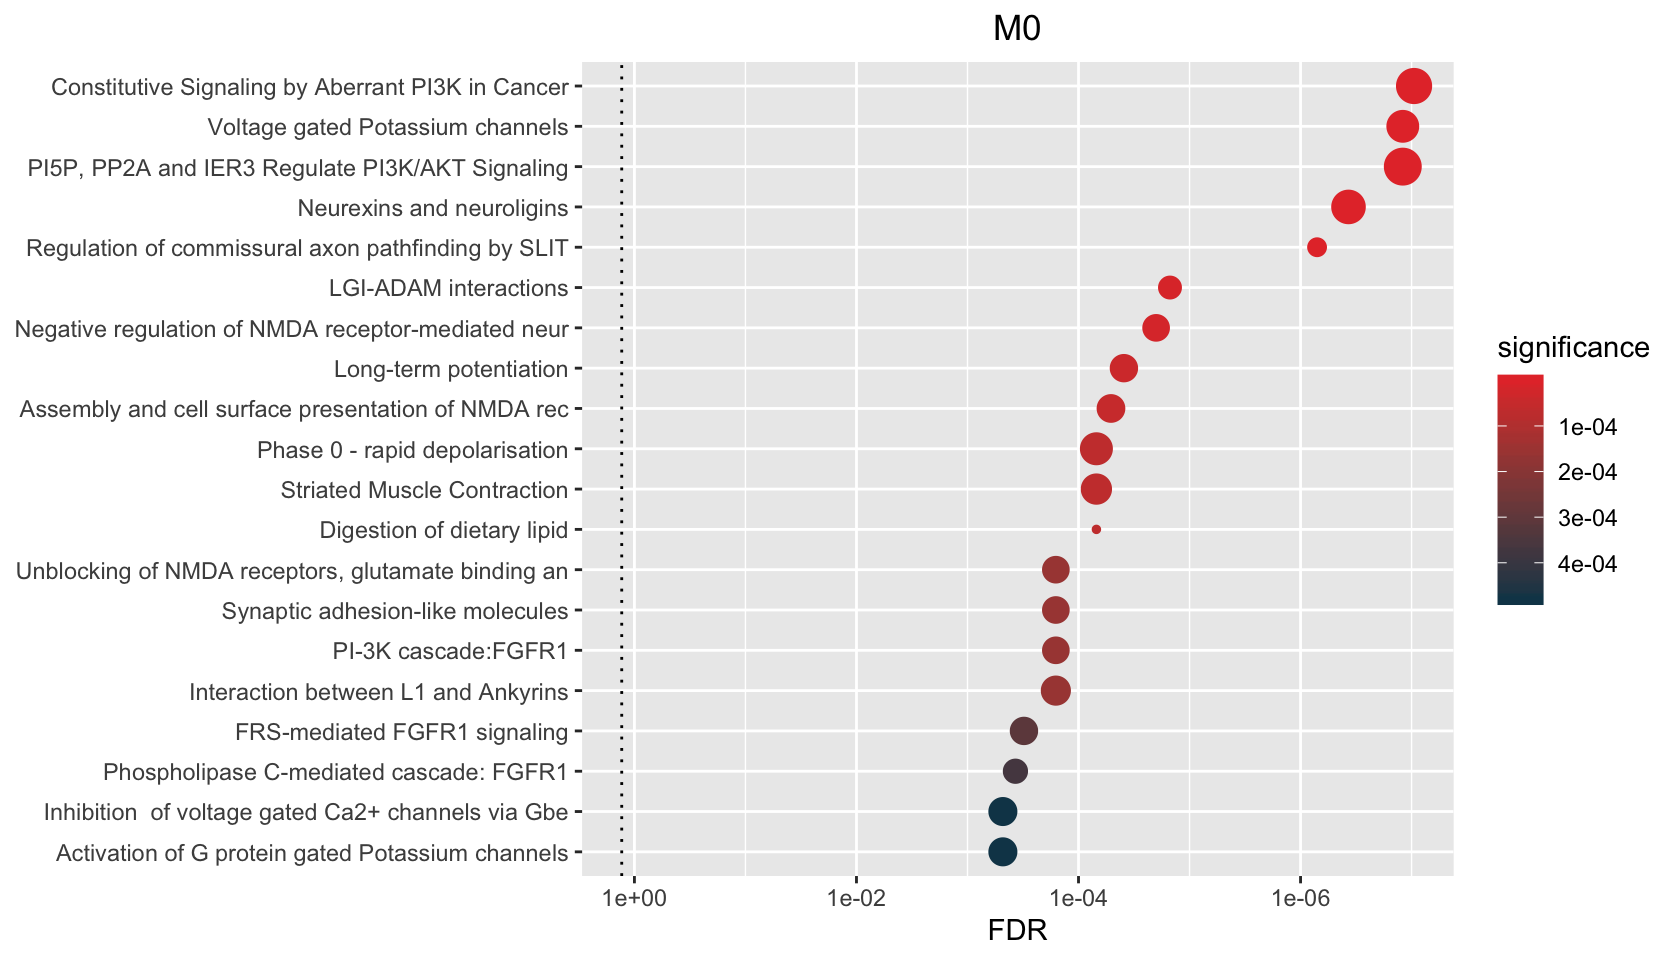 M0
Constitutive Signaling by Aberrant PI3K in Cancer
Voltage gated Potassium channels
PI5P, PP2A and IER3 Regulate PI3K/AKT Signaling
Neurexins and neuroligins
Regulation of commissural axon pathfinding by SLIT
LGI-ADAM interactions
Negative regulation of NMDA receptor-mediated neur
Long-term potentiation
Assembly and cell surface presentation of NMDA rec
Phase 0 - rapid depolarisation
Striated Muscle Contraction
Digestion of dietary lipid
Unblocking of NMDA receptors, glutamate binding an
Synaptic adhesion-like molecules
PI-3K cascade:FGFR1
Interaction between L1 and Ankyrins
FRS-mediated FGFR1 signaling
Phospholipase C-mediated cascade: FGFR1
Inhibition  of voltage gated Ca2+ channels via Gbe
Activation of G protein gated Potassium channels
1e+00 1e-02 1e-04 1e-06
FDR
significance
1e-04
2e-04
3e-04
4e-04